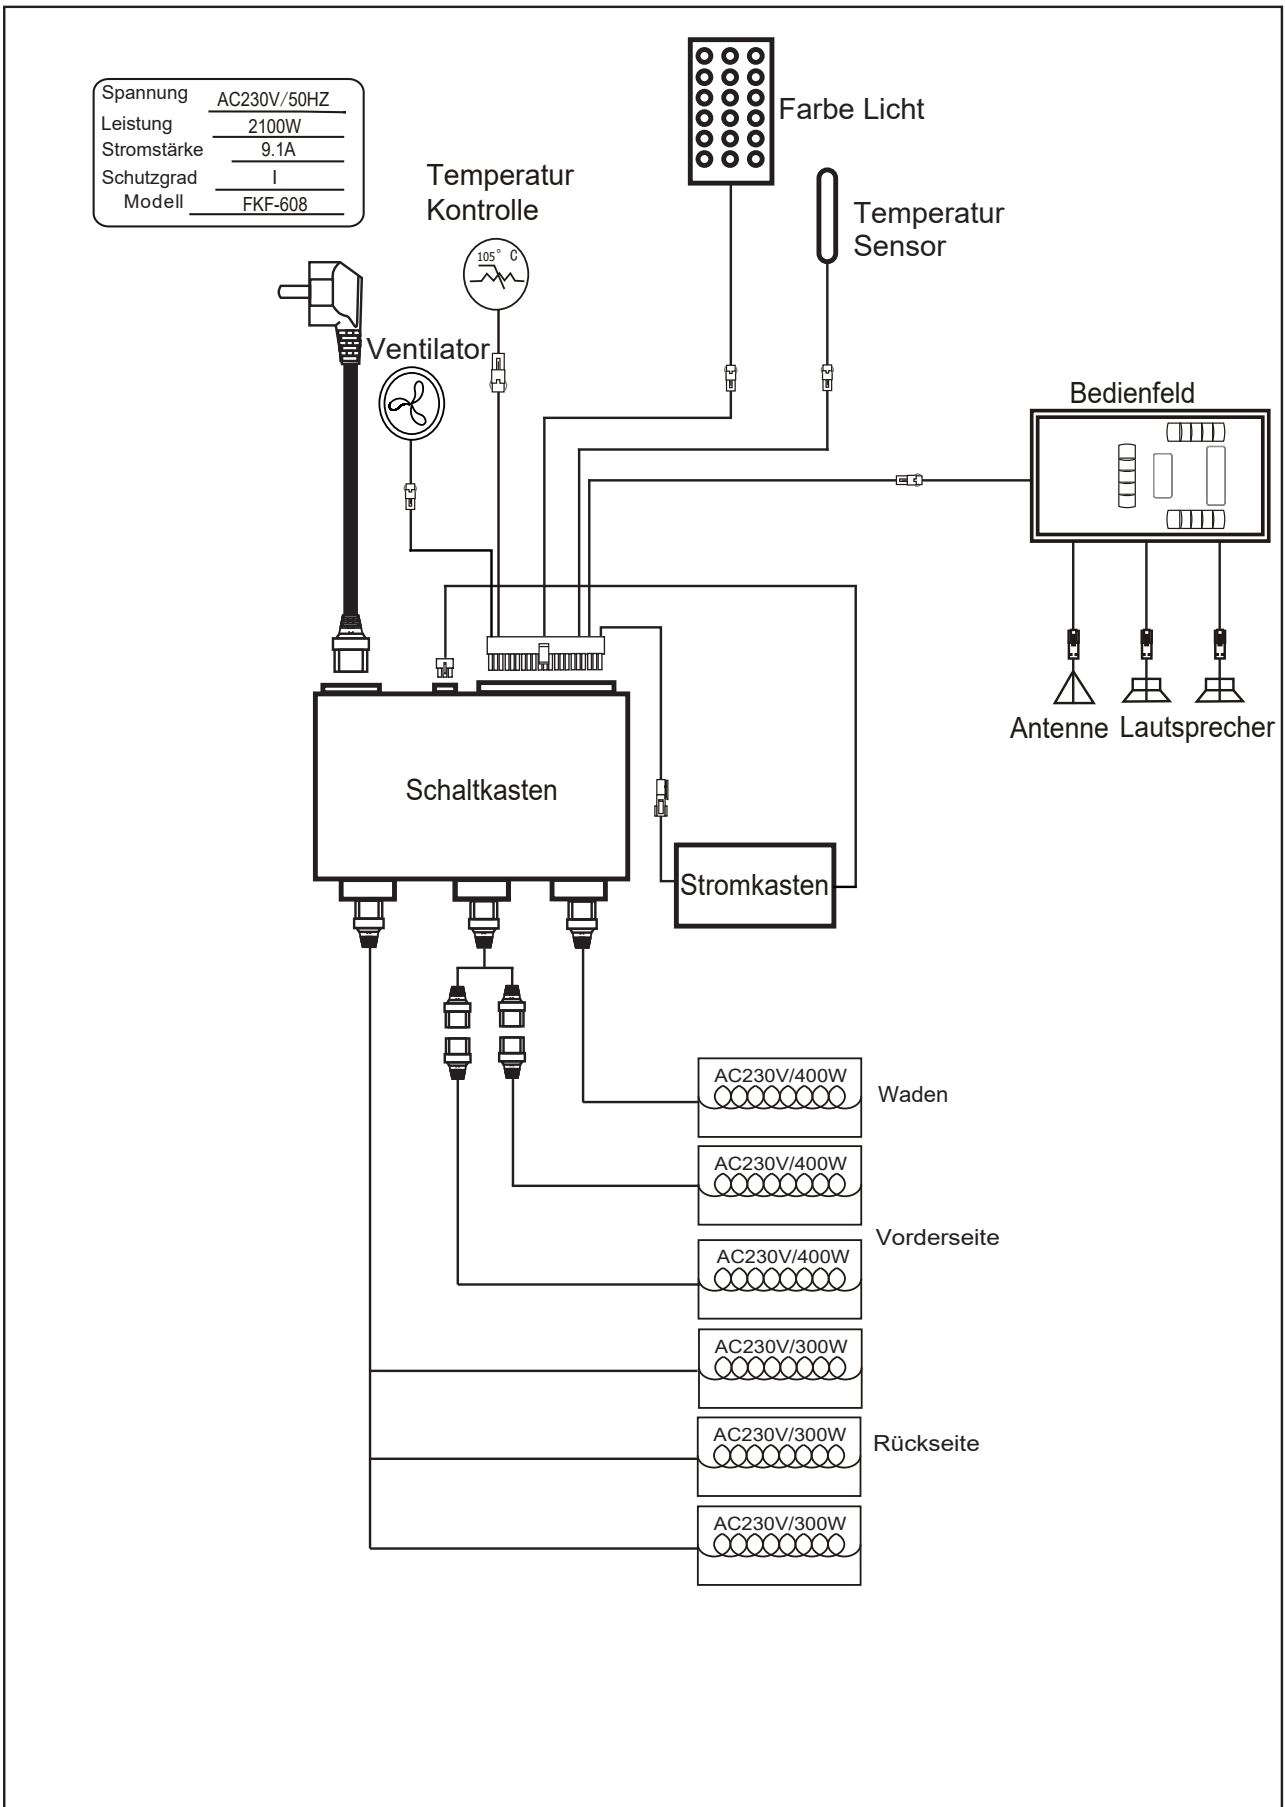 Spannung AC230V/50HZ
Leistung 2100W
Stromstärke 9.1A
Schutzgrad I
Modell FKF-608
Farbe Licht
Temperatur
Kontrolle
105° C
Temperatur
Sensor
Ventilator
Bedienfeld
Antenne Lautsprecher
Schaltkasten
Stromkasten
AC230V/400W
Waden
AC230V/400W
Vorderseite
AC230V/400W
AC230V/300W
AC230V/300W
Rückseite
AC230V/300W